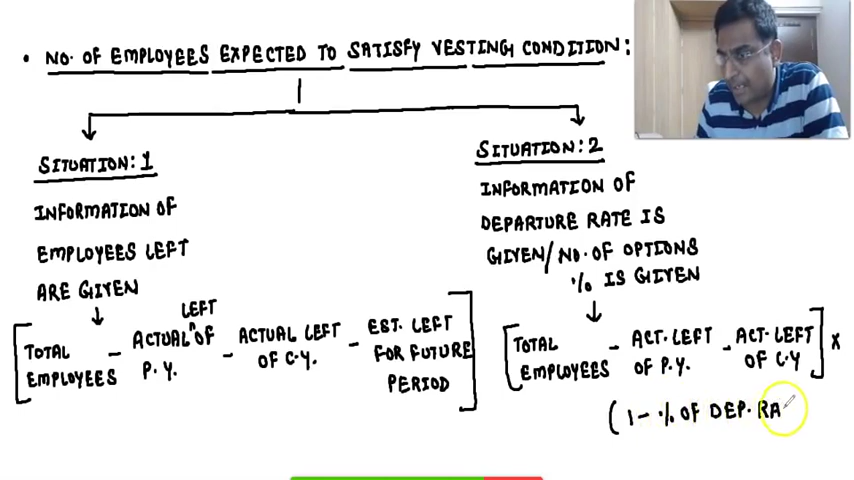 • NO. OF EMPLOYEES EXPECTED TO SATISFY VESTING CONDITION:
SITUATION: 1
INFORMATION OF
EMPLOYEES LEFT
ARE GIVEN
[TOTAL EMPLOYEES - ACTUAL LEFT OF P.Y. - ACTUAL LEFT OF C.Y. - EST. LEFT FOR FUTURE PERIOD]
SITUATION: 2
INFORMATION OF
DEPARTURE RATE IS
GIVEN/NO. OF OPTIONS
% IS GIVEN
[TOTAL EMPLOYEES - ACT. LEFT OF P.Y. - ACT. LEFT OF C.Y] X
(1 - % OF DEP. RA